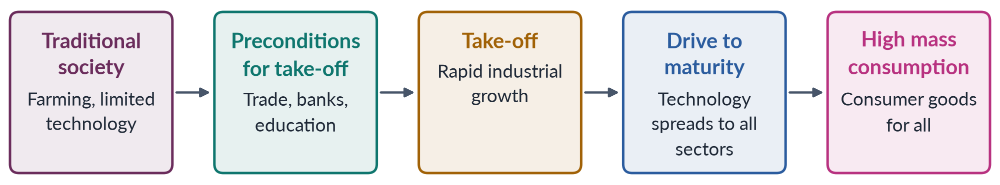 Traditional
society
Farming, limited
technology
Preconditions
for take-off
Trade, banks,
education
Take-off
Rapid industrial
growth
Drive to
maturity
Technology
spreads to all
sectors
High mass
consumption
Consumer goods
for all